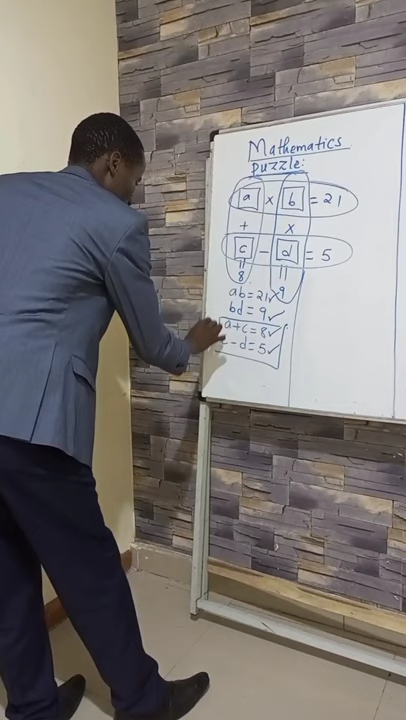 Mathematics
puzzle:
a × b = 21
+ ×
c - d = 5
= =
8 9
ab = 21 ✓
bd = 9 ✓
a + c = 8 ✓
- d = 5 ✓